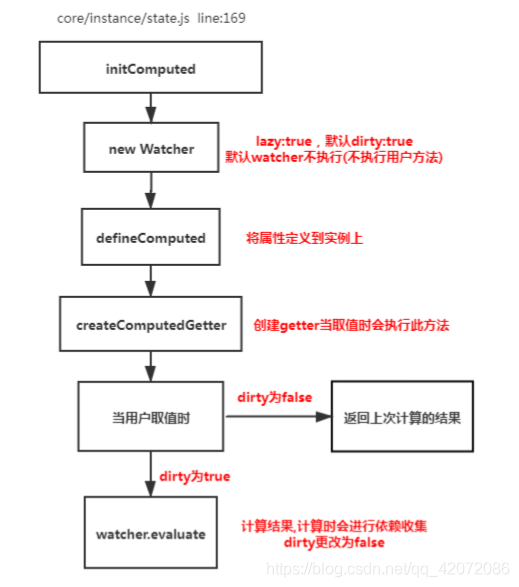 core/instance/state.js line:169
initComputed
new Watcher
lazy:true，默认dirty:true
默认watcher不执行(不执行用户方法)
defineComputed
将属性定义到实例上
createComputedGetter
创建getter当取值时会执行此方法
当用户取值时
dirty为false
返回上次计算的结果
dirty为true
watcher.evaluate
计算结果,计算时会进行依赖收集
dirty更改为false
https://blog.csdn.net/qq_42072086